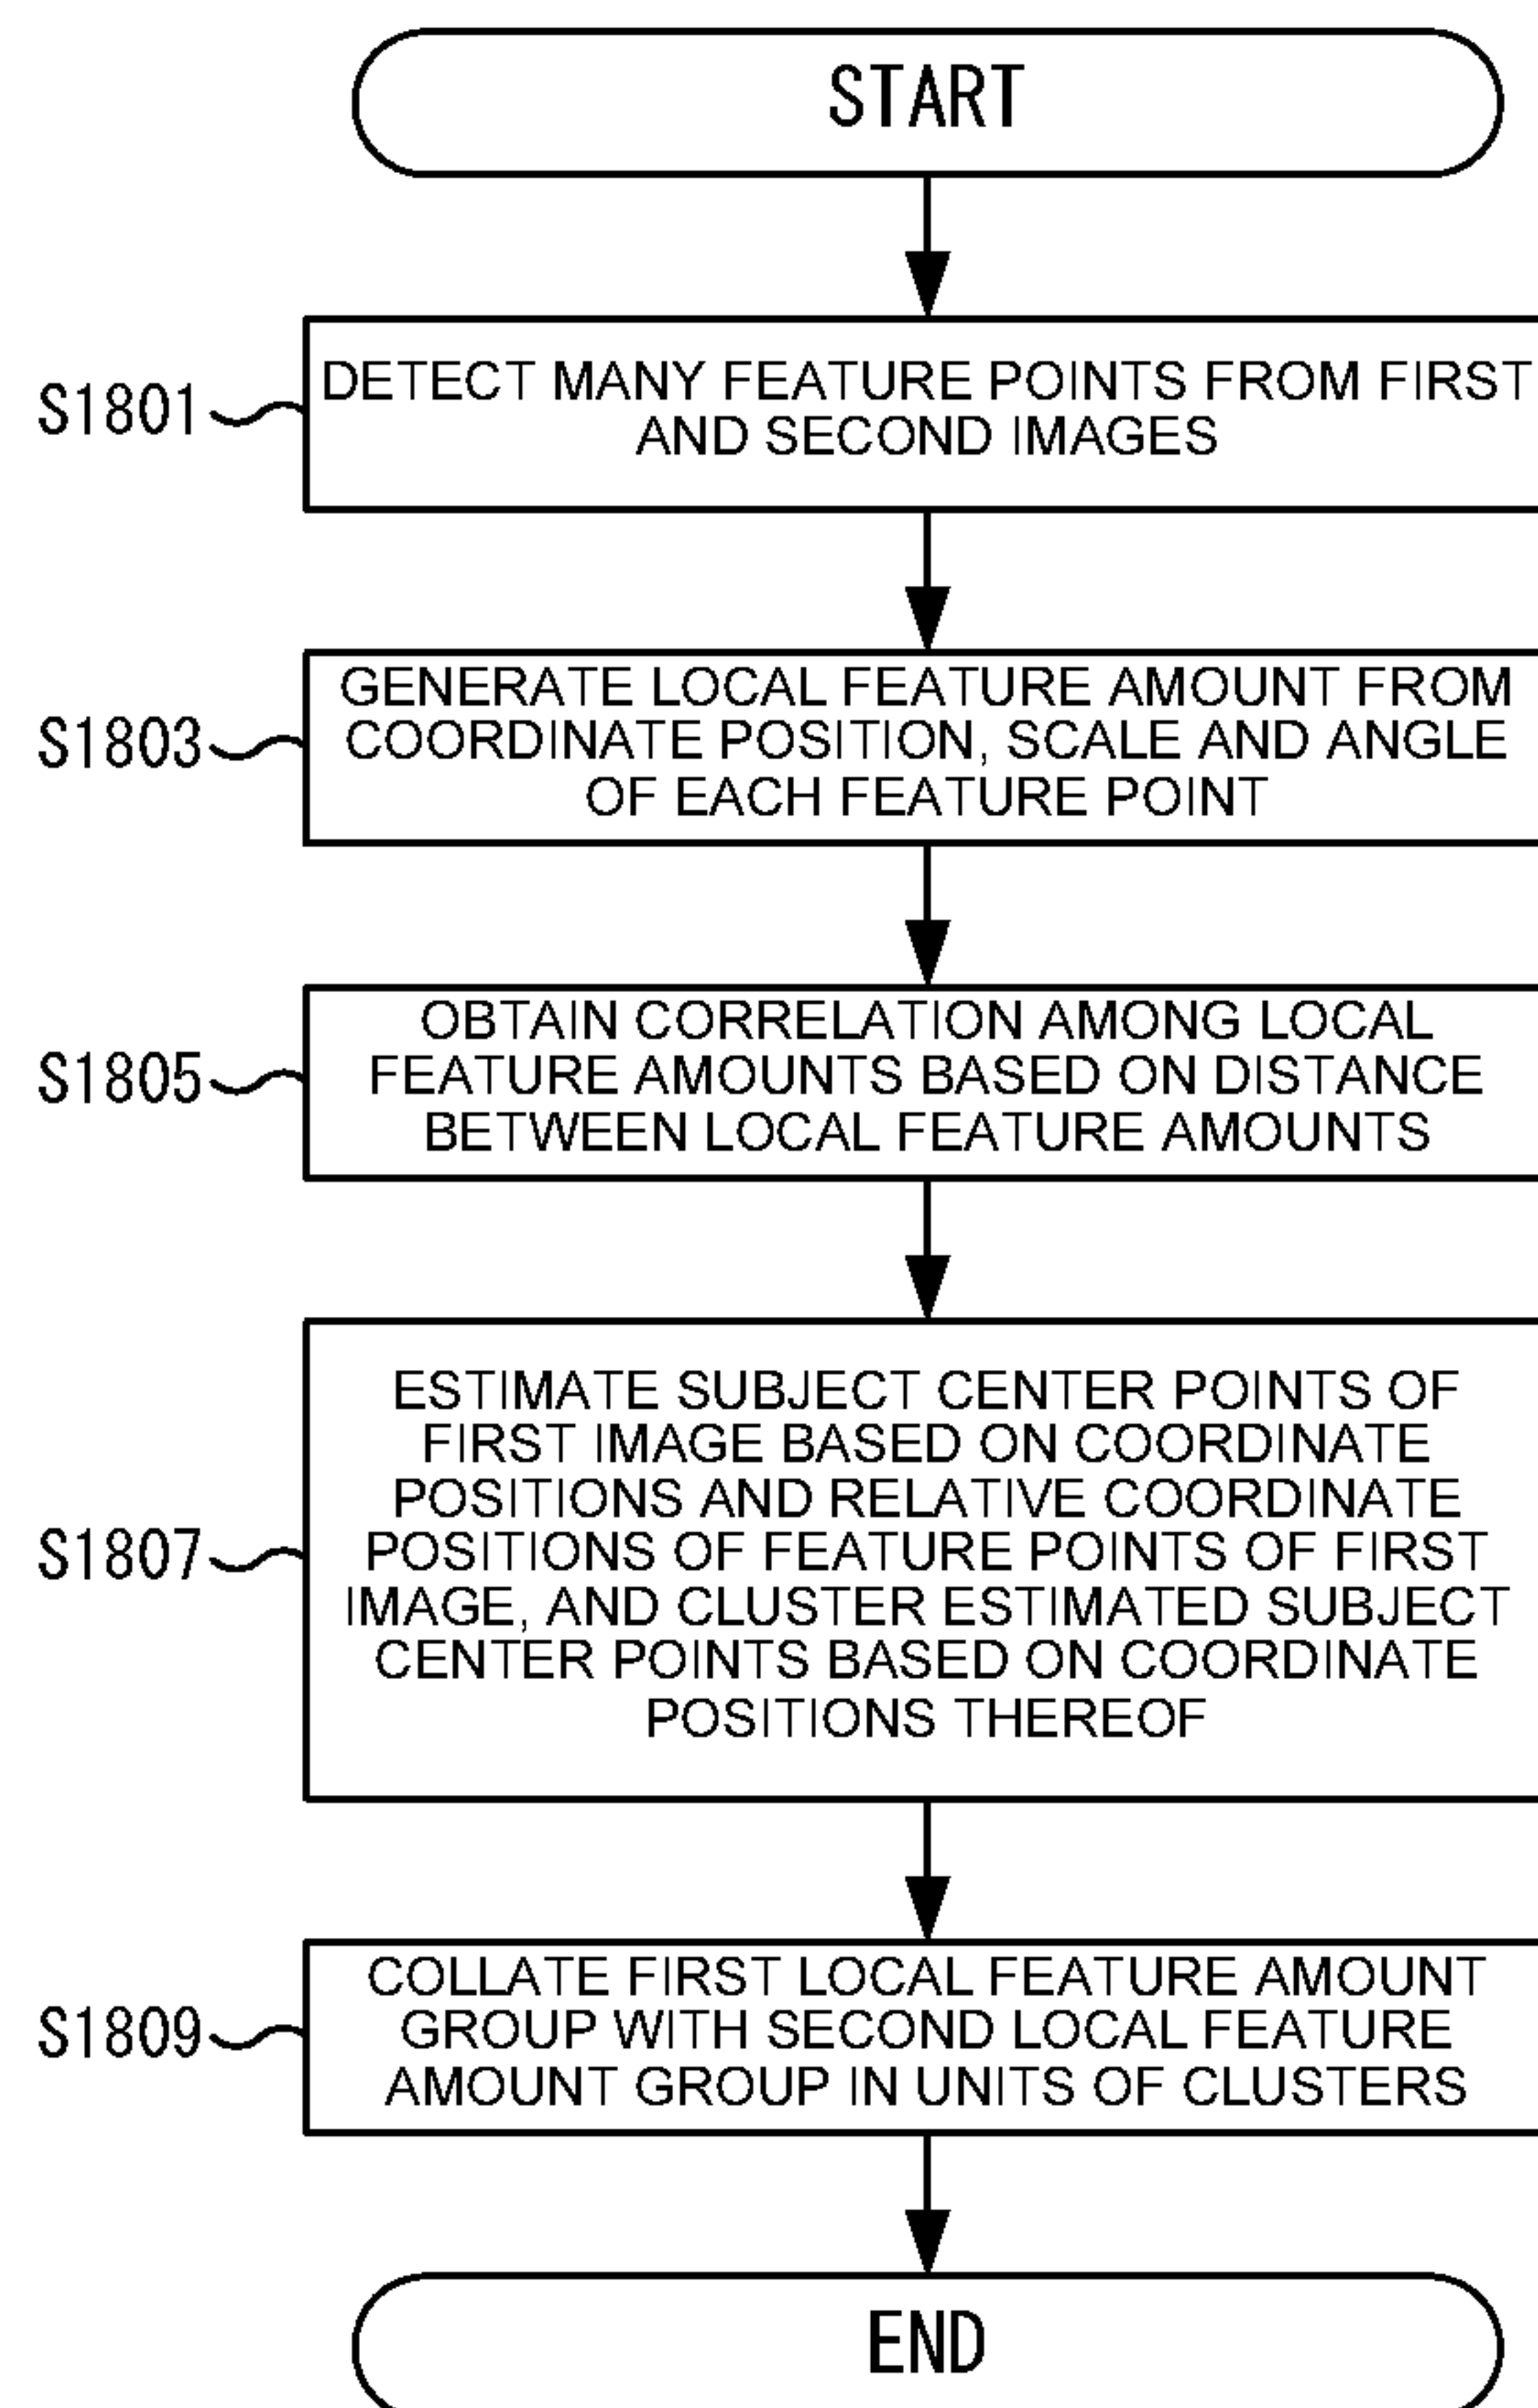 START
S1801
DETECT MANY FEATURE POINTS FROM FIRST
AND SECOND IMAGES
S1803
GENERATE LOCAL FEATURE AMOUNT FROM
COORDINATE POSITION, SCALE AND ANGLE
OF EACH FEATURE POINT
S1805
OBTAIN CORRELATION AMONG LOCAL
FEATURE AMOUNTS BASED ON DISTANCE
BETWEEN LOCAL FEATURE AMOUNTS
S1807
ESTIMATE SUBJECT CENTER POINTS OF
FIRST IMAGE BASED ON COORDINATE
POSITIONS AND RELATIVE COORDINATE
POSITIONS OF FEATURE POINTS OF FIRST
IMAGE, AND CLUSTER ESTIMATED SUBJECT
CENTER POINTS BASED ON COORDINATE
POSITIONS THEREOF
S1809
COLLATE FIRST LOCAL FEATURE AMOUNT
GROUP WITH SECOND LOCAL FEATURE
AMOUNT GROUP IN UNITS OF CLUSTERS
END